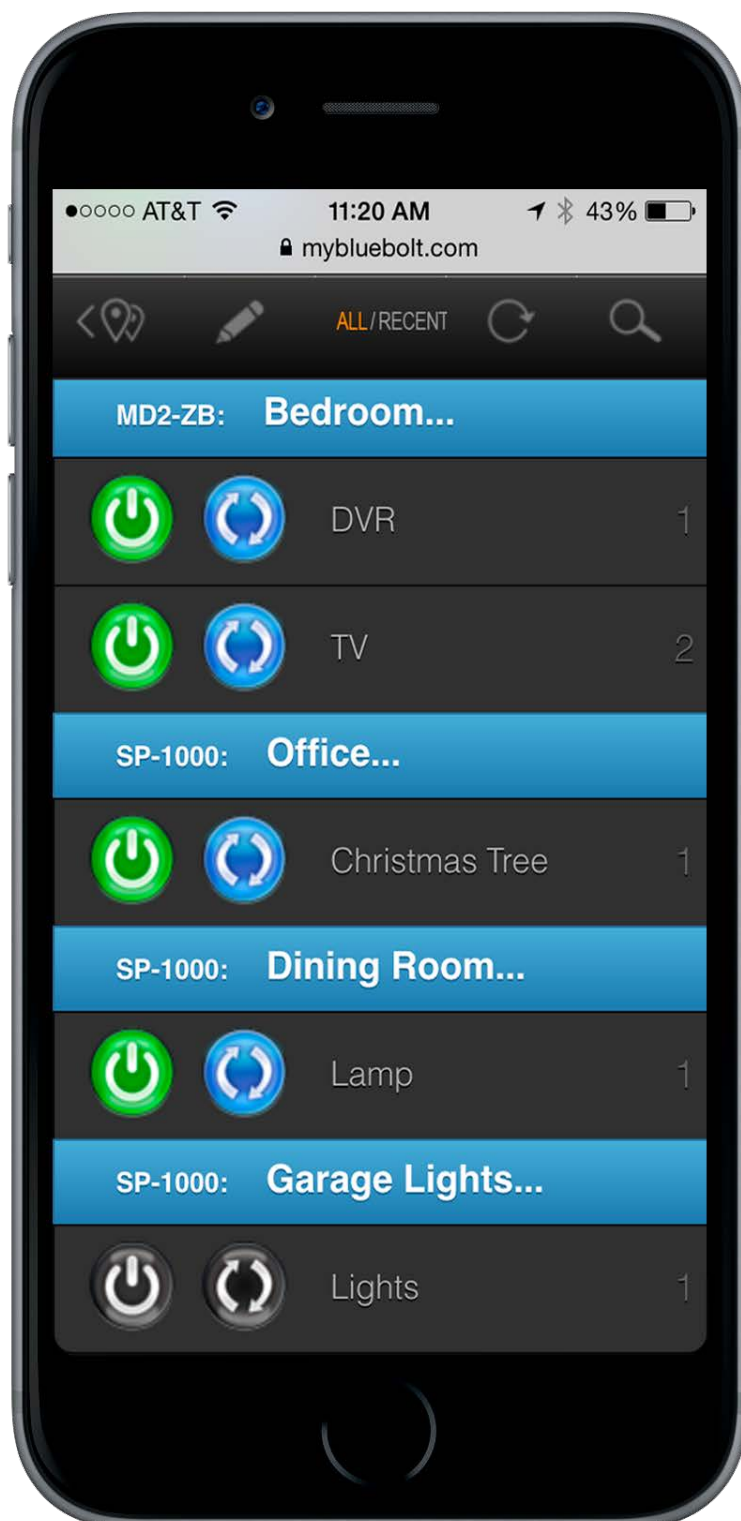 AT&T 11:20 AM 43%
mybluebolt.com
ALL/RECENT
MD2-ZB: Bedroom...
DVR 1
TV 2
SP-1000: Office...
Christmas Tree 1
SP-1000: Dining Room...
Lamp 1
SP-1000: Garage Lights...
Lights 1